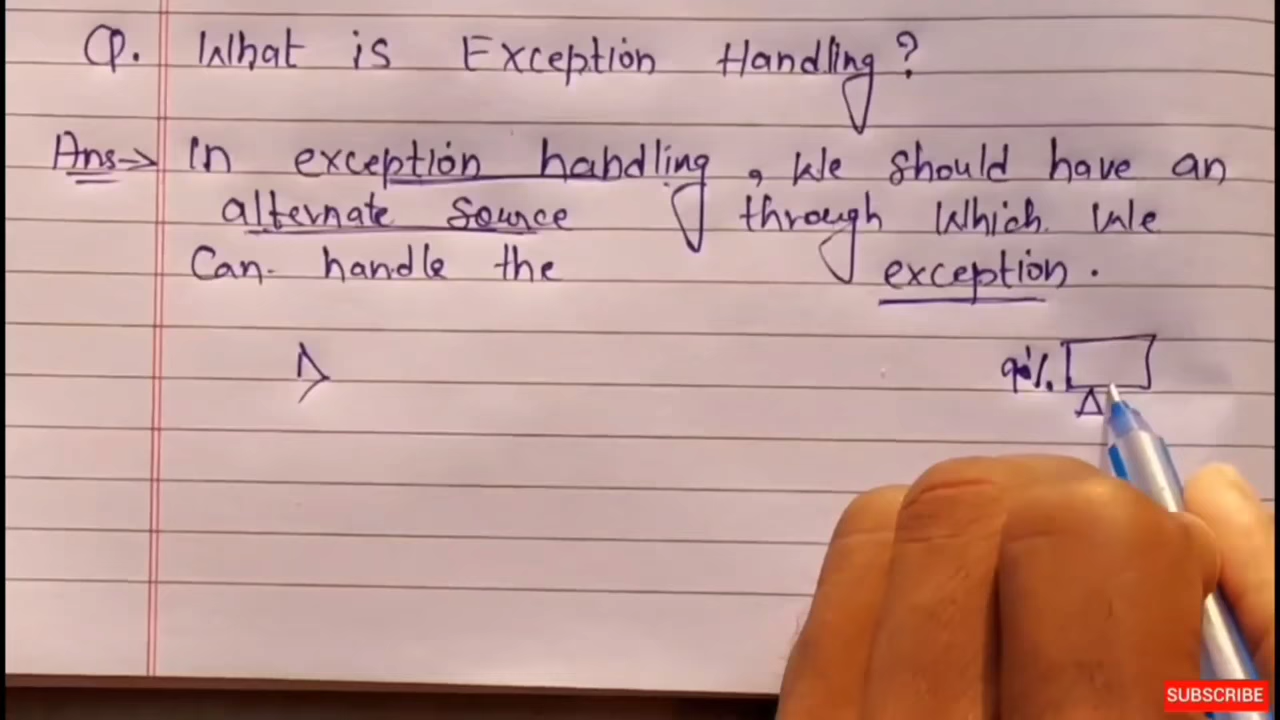 Q. What is Exception Handling?
Ans→ In exception handling, We should have an
alternate source through which we
Can. handle the exception.
90%.
SUBSCRIBE